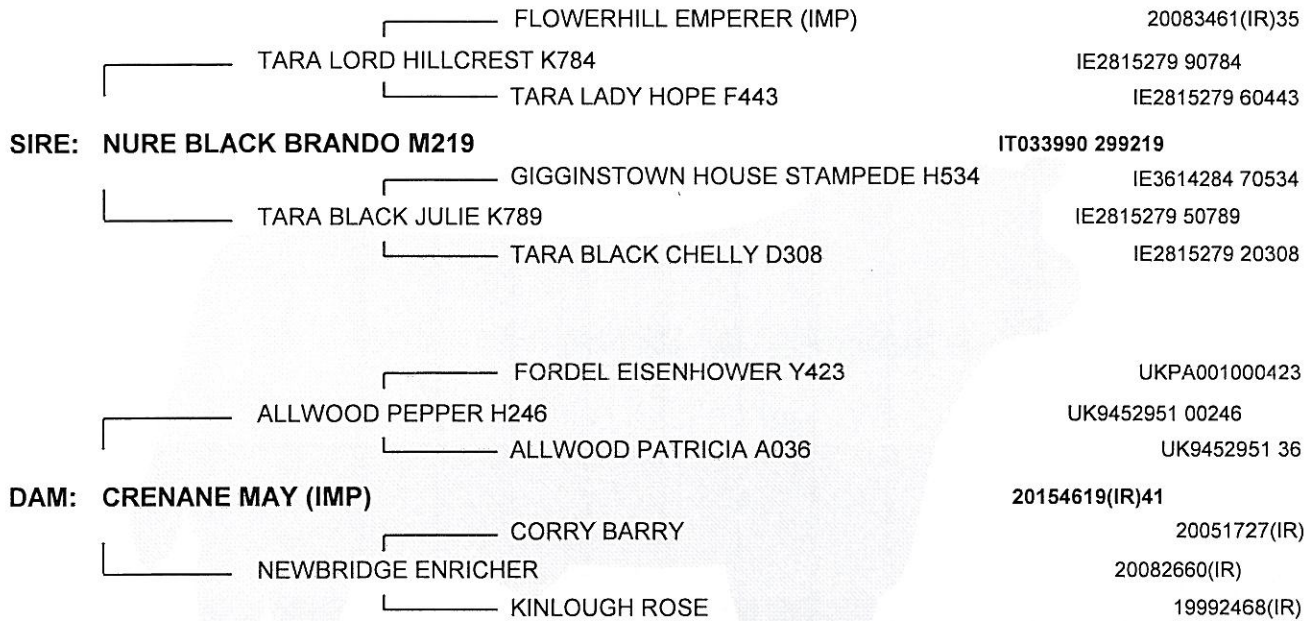 FLOWERHILL EMPERER (IMP) 20083461(IR)35
TARA LORD HILLCREST K784 IE2815279 90784
TARA LADY HOPE F443 IE2815279 60443
SIRE: NURE BLACK BRANDO M219 IT033990 299219
GIGGINSTOWN HOUSE STAMPEDE H534 IE3614284 70534
TARA BLACK JULIE K789 IE2815279 50789
TARA BLACK CHELLY D308 IE2815279 20308
FORDEL EISENHOWER Y423 UKPA001000423
ALLWOOD PEPPER H246 UK9452951 00246
ALLWOOD PATRICIA A036 UK9452951 36
DAM: CRENANE MAY (IMP) 20154619(IR)41
CORRY BARRY 20051727(IR)
NEWBRIDGE ENRICHER 20082660(IR)
KINLOUGH ROSE 19992468(IR)